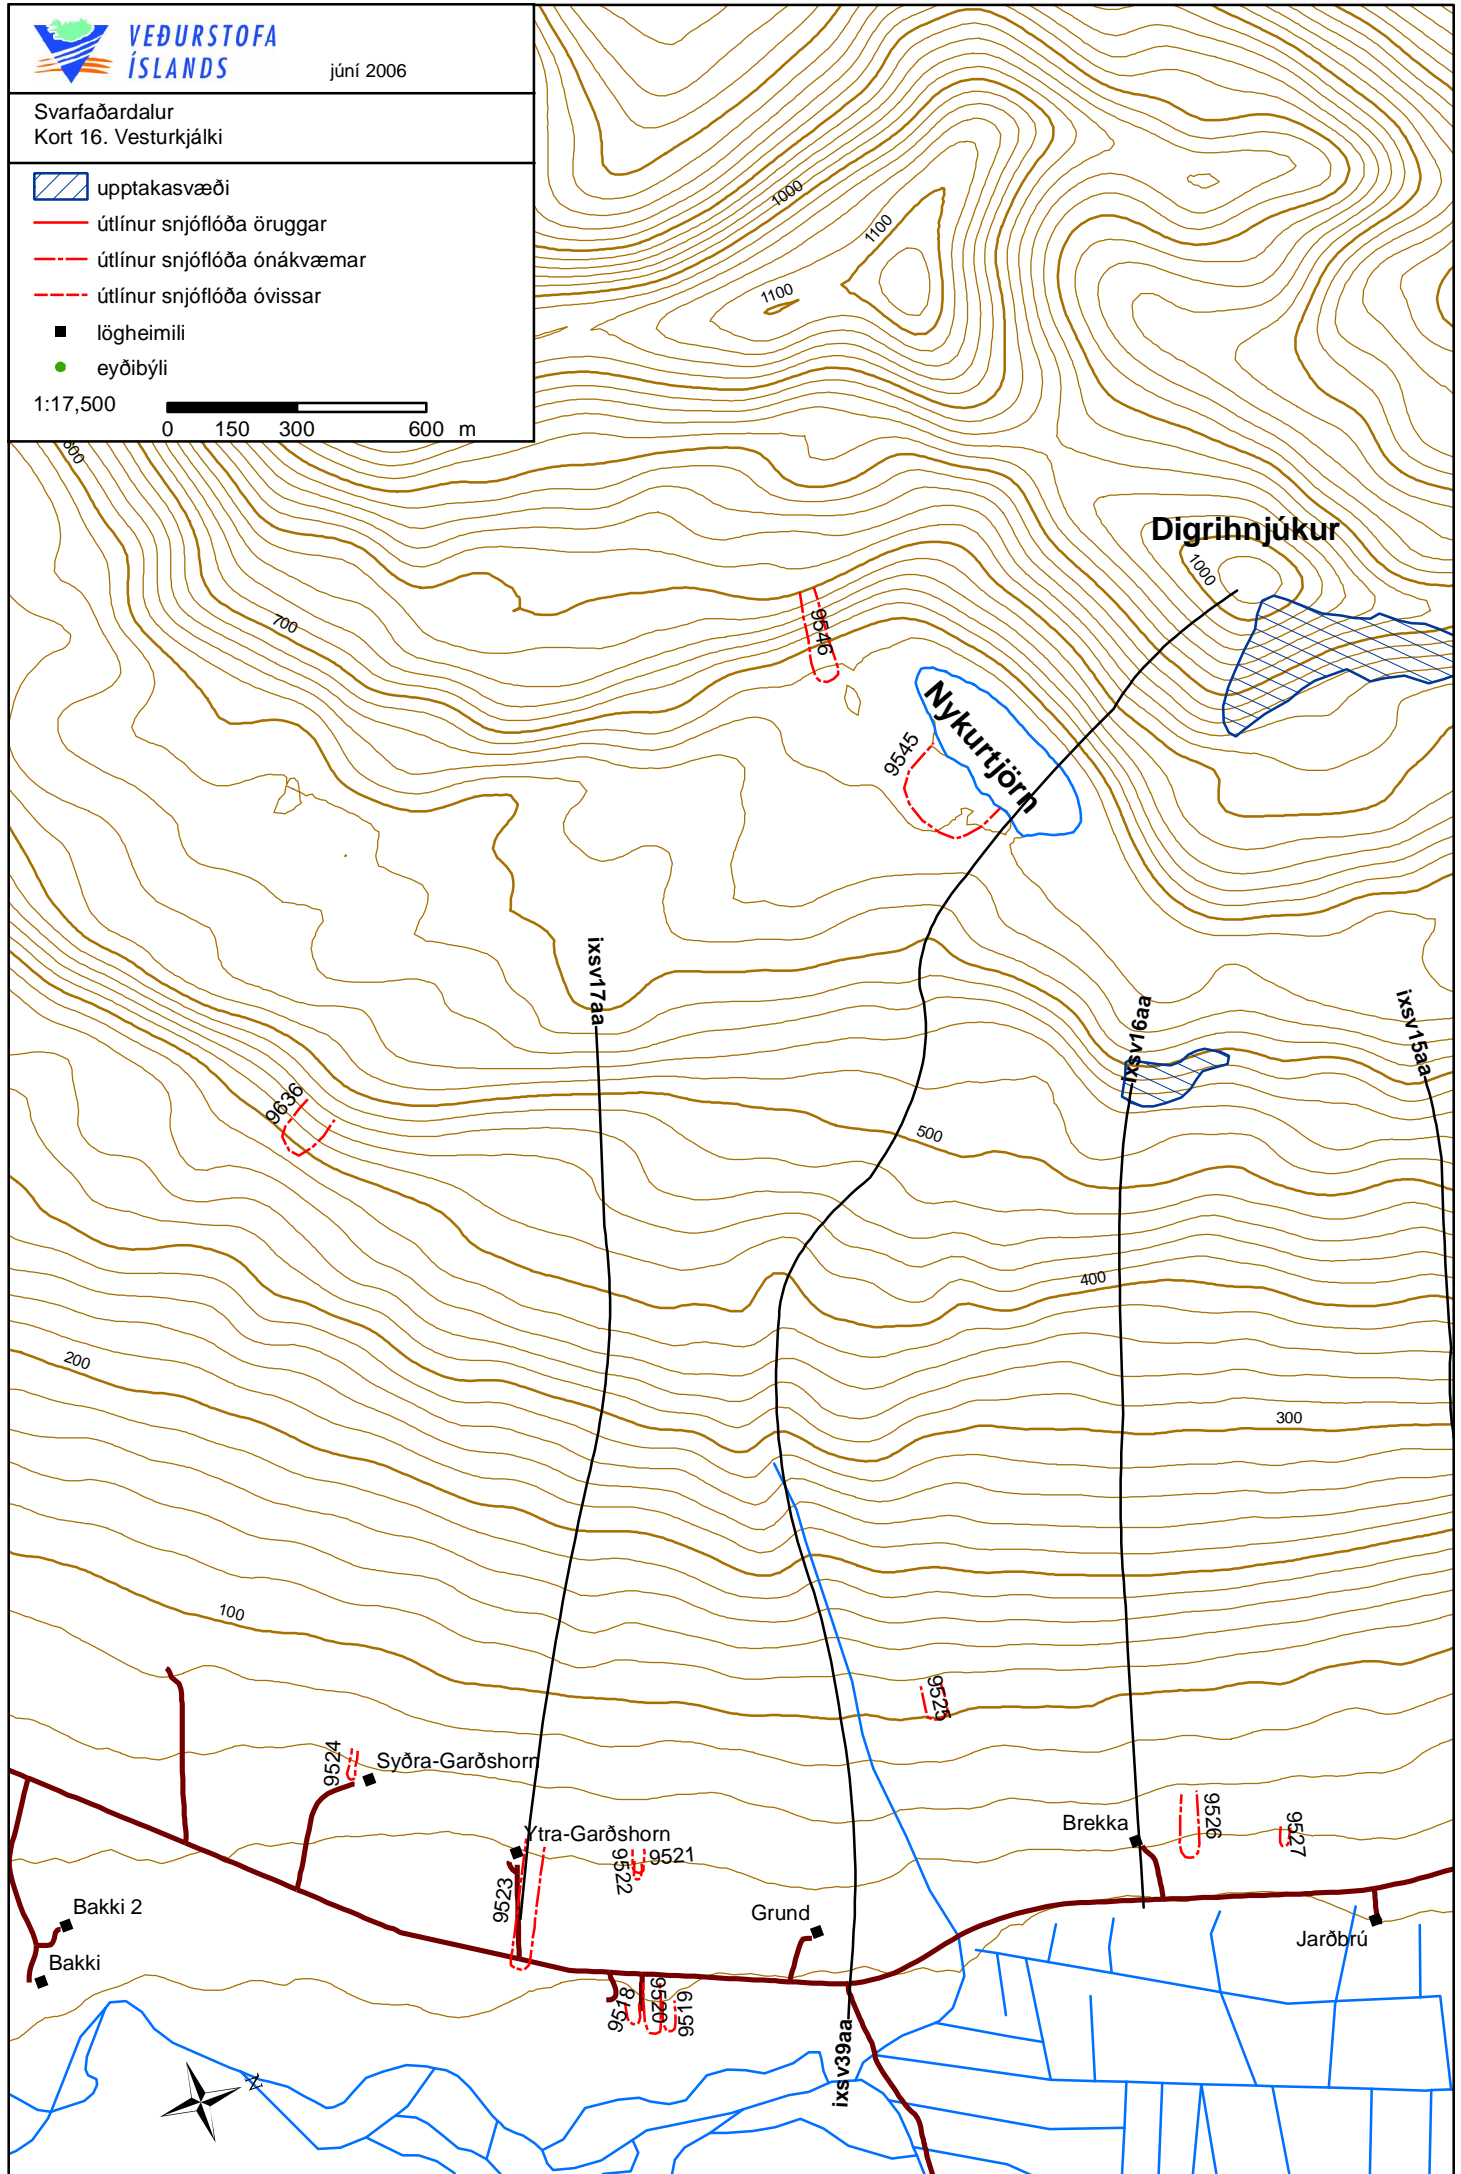 VEÐURSTOFA
ÍSLANDS
júní 2006
Svarfaðardalur
Kort 16. Vesturkjálki
upptakasvæði
útlínur snjóflóða öruggar
útlínur snjóflóða ónákvæmar
útlínur snjóflóða óvissar
lögheimili
eyðibýli
1:17,500
0 150 300 600 m
1000
1100
1100
600
Digrihnjúkur
1000
700
9546
Nykurtjörn
9545
ixsv17aa
ixsv16aa
ixsv15aa
9636
500
400
200
300
100
9525
9524
Syðra-Garðshorn
Ytra-Garðshorn
9522
9521
9523
Brekka
9526
9527
Bakki 2
Grund
Jarðbrú
Bakki
9518
9520
9519
ixsv39aa
N